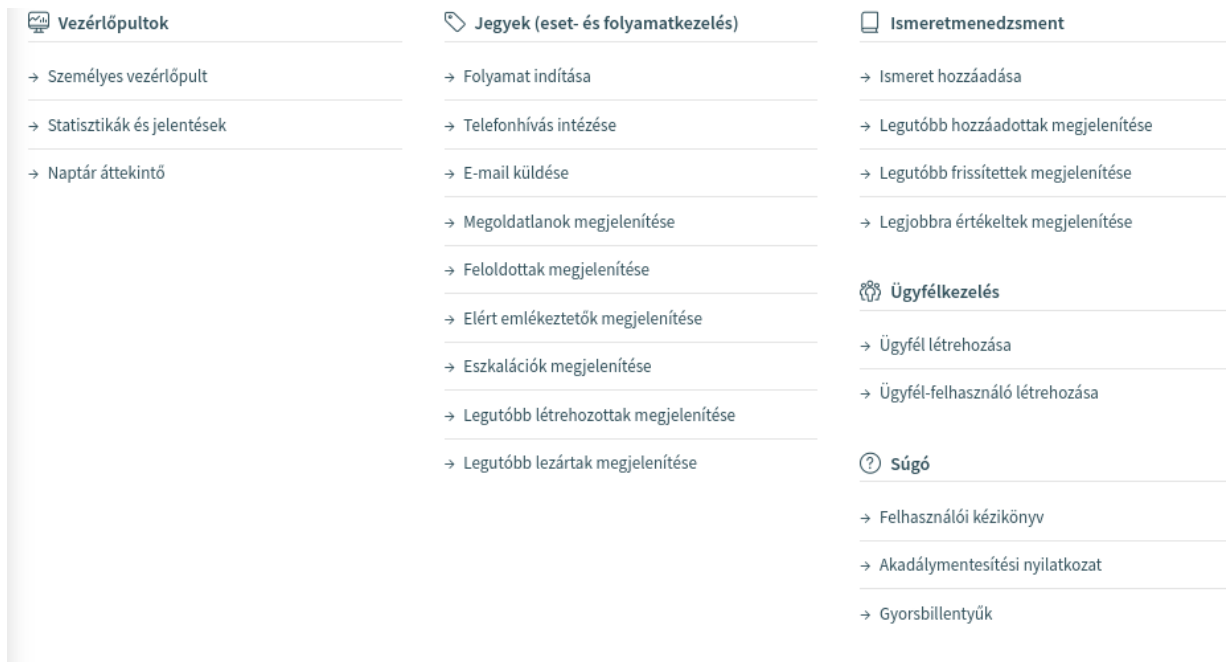 Vezérlőpultok
→ Személyes vezérlőpult
→ Statisztikák és jelentések
→ Naptár áttekintő
Jegyek (eset- és folyamatkezelés)
→ Folyamat indítása
→ Telefonhívás intézése
→ E-mail küldése
→ Megoldatlanok megjelenítése
→ Feloldottak megjelenítése
→ Elért emlékeztetők megjelenítése
→ Eszkalációk megjelenítése
→ Legutóbb létrehozottak megjelenítése
→ Legutóbb lezártak megjelenítése
Ismeretmenedzsment
→ Ismeret hozzáadása
→ Legutóbb hozzáadottak megjelenítése
→ Legutóbb frissítettek megjelenítése
→ Legjobbra értékeltek megjelenítése
Ügyfélkezelés
→ Ügyfél létrehozása
→ Ügyfél-felhasználó létrehozása
Súgó
→ Felhasználói kézikönyv
→ Akadálymentesítési nyilatkozat
→ Gyorsbillentyűk